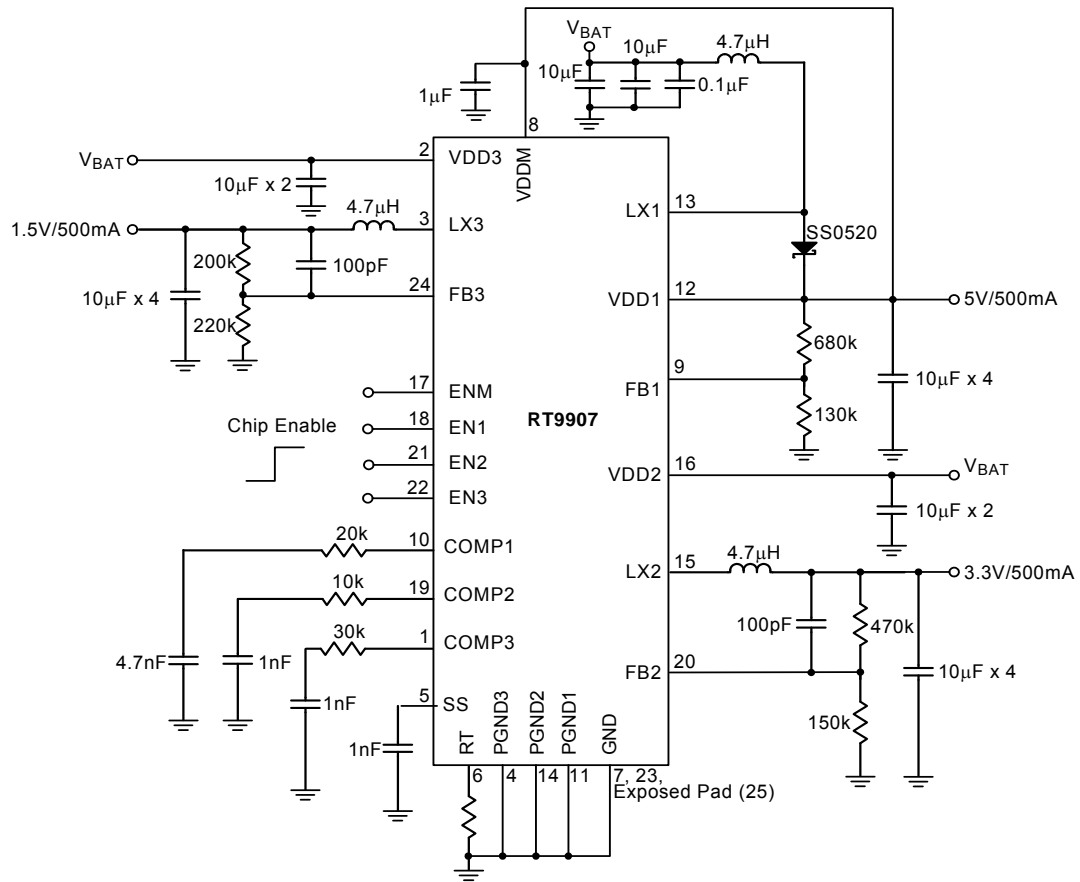 V_BAT
10μF
4.7μH
10μF
0.1μF
1μF
8
VDDM
V_BAT
2
VDD3
10μF x 2
13
LX1
4.7μH
1.5V/500mA
3
LX3
SS0520
200k
100pF
24
FB3
12
VDD1
5V/500mA
10μF x 4
220k
680k
9
FB1
10μF x 4
17
ENM
130k
RT9907
Chip Enable
18
EN1
21
EN2
16
VDD2
V_BAT
22
EN3
10μF x 2
20k
10
COMP1
4.7μH
15
LX2
3.3V/500mA
10k
19
COMP2
100pF
470k
30k
1
COMP3
4.7nF
1nF
20
FB2
10μF x 4
1nF
5
SS
150k
1nF
RT
PGND3
PGND2
PGND1
GND
6
4
14
11
7, 23,
Exposed Pad (25)